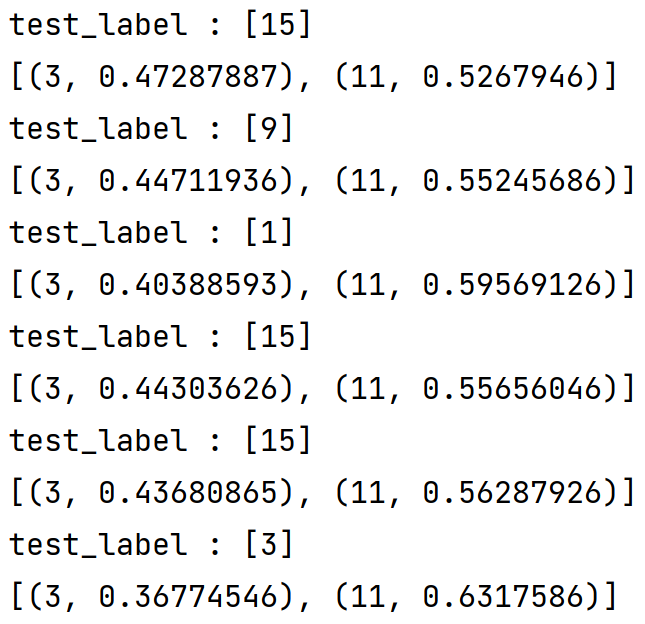 test_label : [15]
[(3, 0.47287887), (11, 0.5267946)]
test_label : [9]
[(3, 0.44711936), (11, 0.55245686)]
test_label : [1]
[(3, 0.40388593), (11, 0.59569126)]
test_label : [15]
[(3, 0.44303626), (11, 0.55656046)]
test_label : [15]
[(3, 0.43680865), (11, 0.56287926)]
test_label : [3]
[(3, 0.36774546), (11, 0.6317586)]